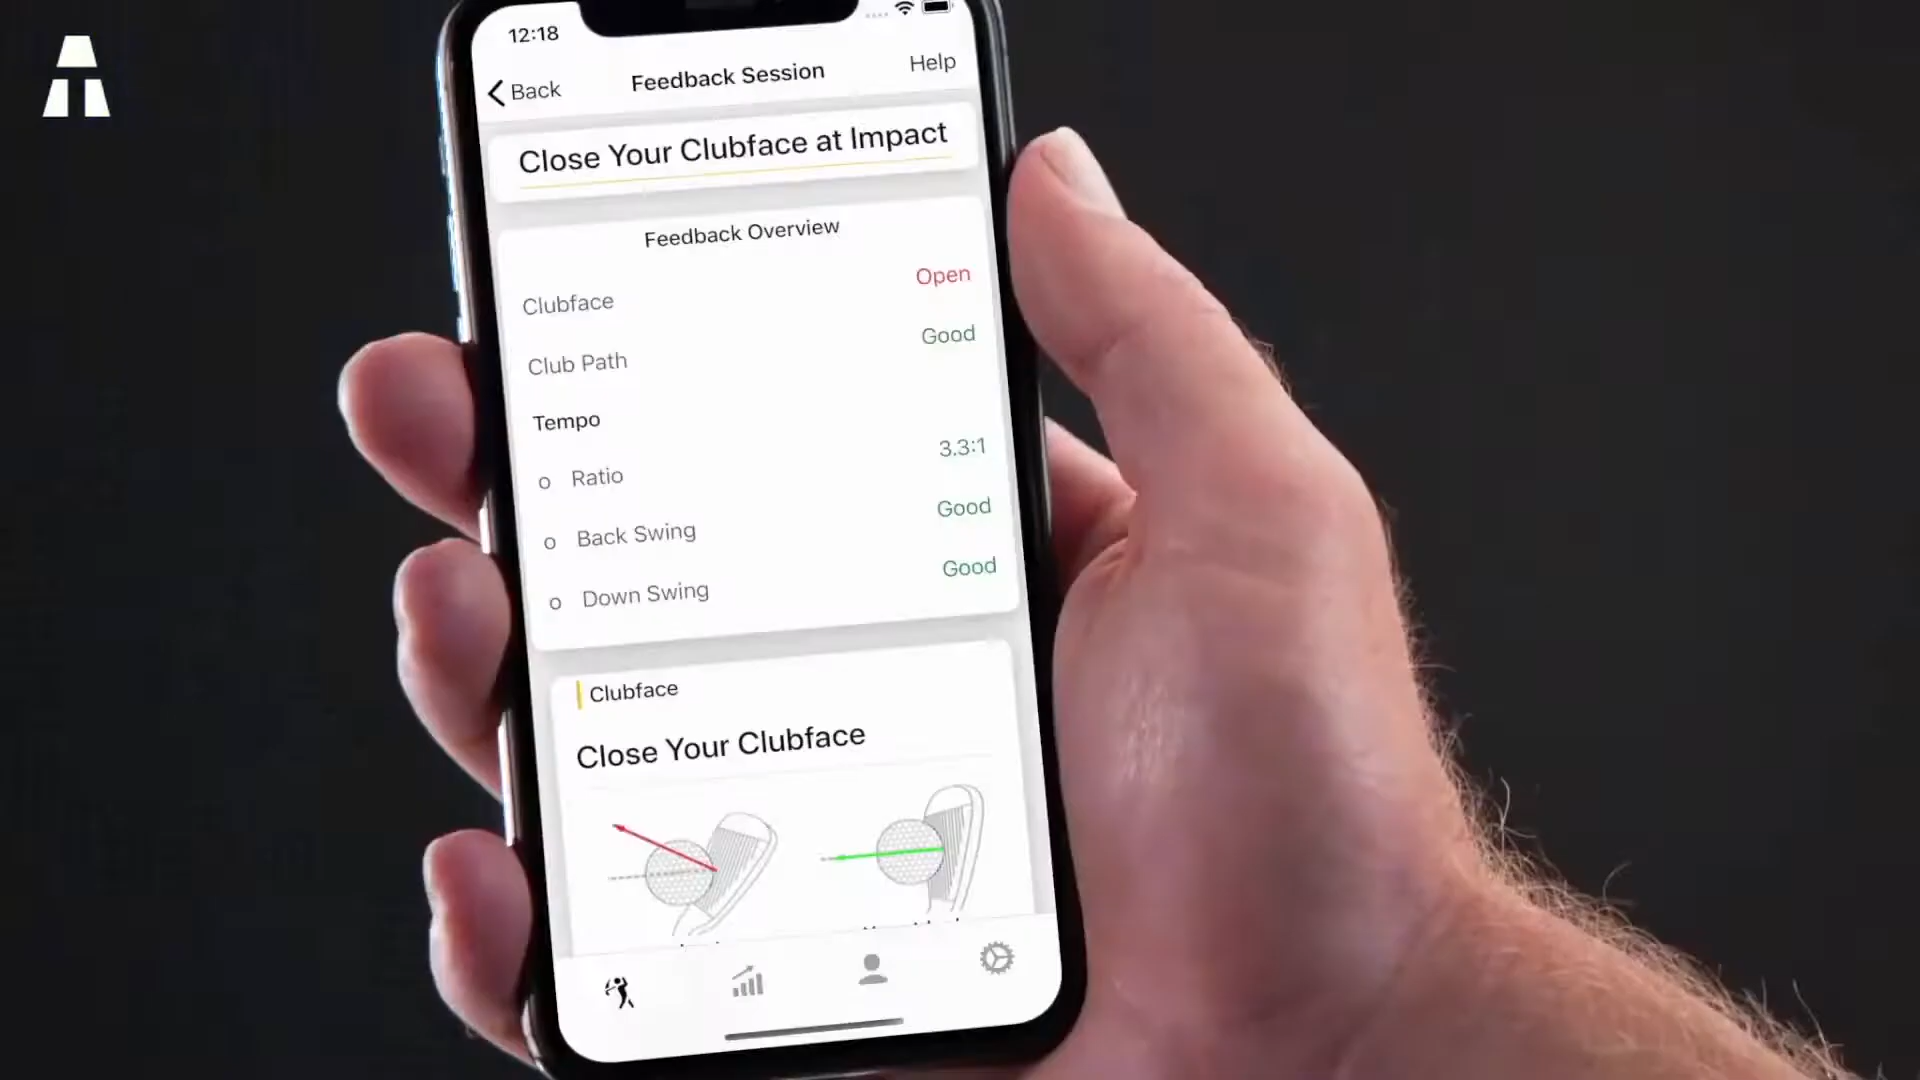 12:18
Back
Feedback Session
Help
Close Your Clubface at Impact
Feedback Overview
Clubface Open
Club Path Good
Tempo
o Ratio 3.3:1
o Back Swing Good
o Down Swing Good
Clubface
Close Your Clubface